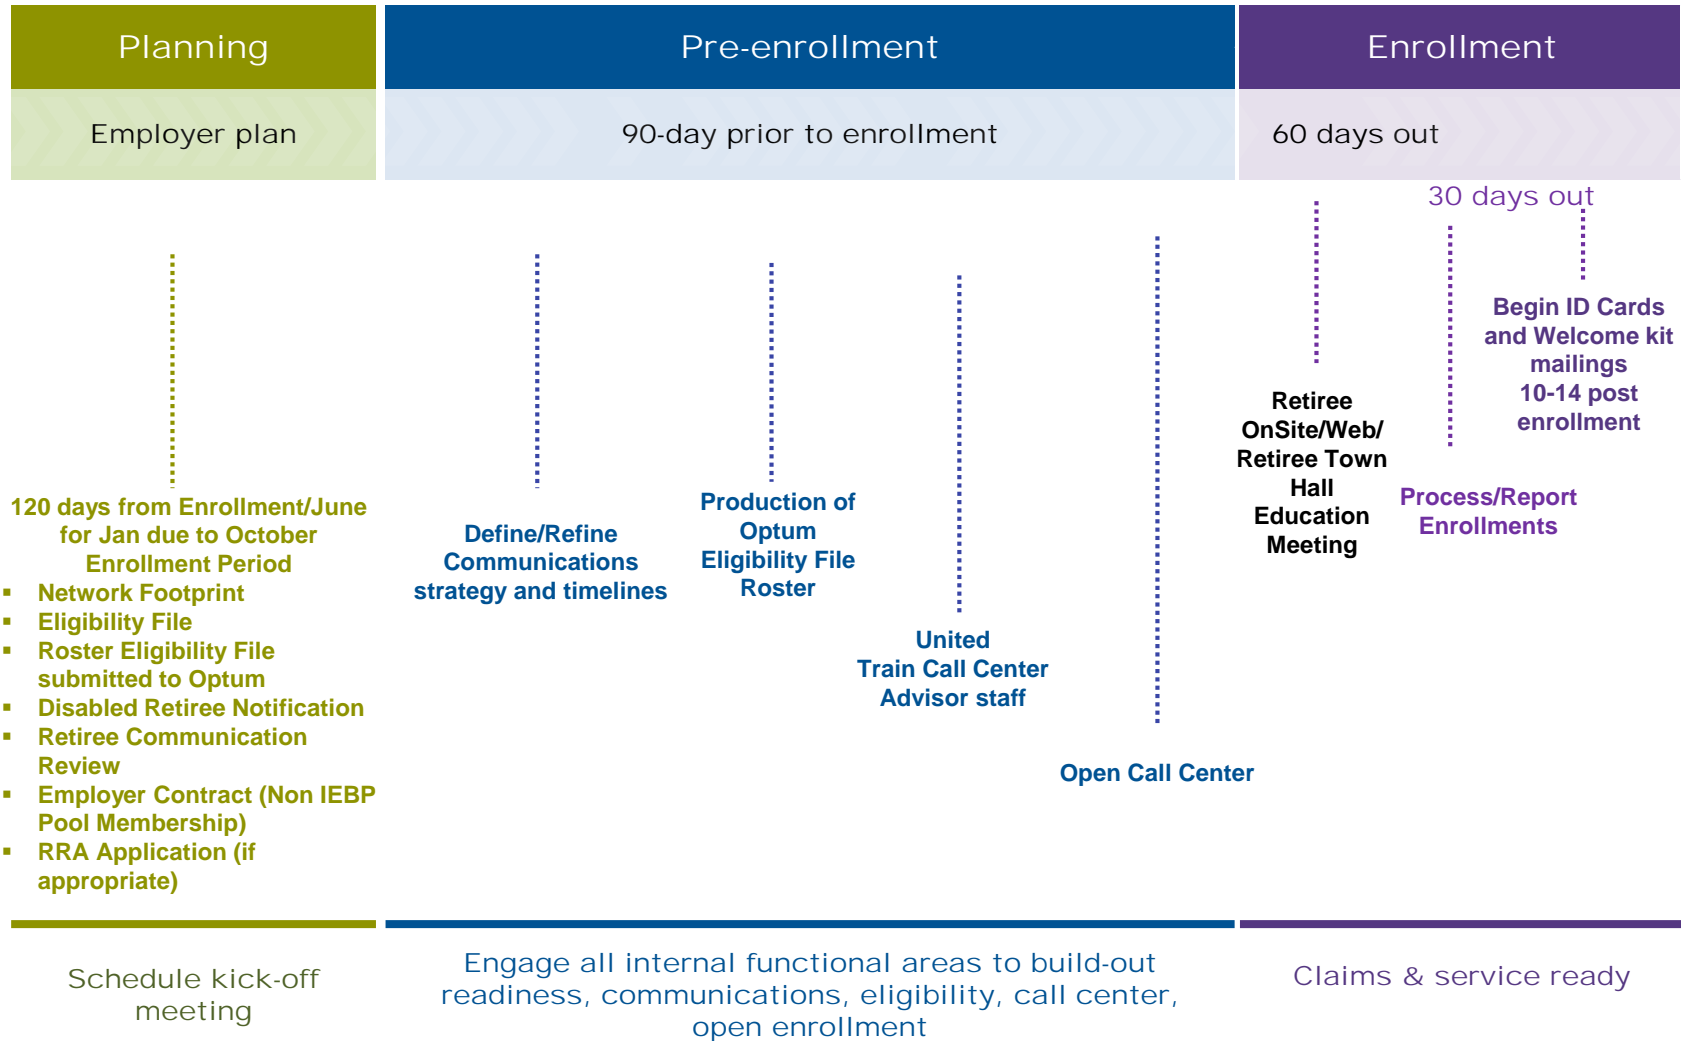 Planning
Pre-enrollment
Enrollment
Employer plan
90-day prior to enrollment
60 days out
30 days out
120 days from Enrollment/June
for Jan due to October
Enrollment Period
▪ Network Footprint
▪ Eligibility File
▪ Roster Eligibility File
submitted to Optum
▪ Disabled Retiree Notification
▪ Retiree Communication
Review
▪ Employer Contract (Non IEBP
Pool Membership)
▪ RRA Application (if
appropriate)
Define/Refine
Communications
strategy and timelines
Production of
Optum
Eligibility File
Roster
United
Train Call Center
Advisor staff
Open Call Center
Retiree
OnSite/Web/
Retiree Town
Hall
Education
Meeting
Process/Report
Enrollments
Begin ID Cards
and Welcome kit
mailings
10-14 post
enrollment
Schedule kick-off
meeting
Engage all internal functional areas to build-out
readiness, communications, eligibility, call center,
open enrollment
Claims & service ready